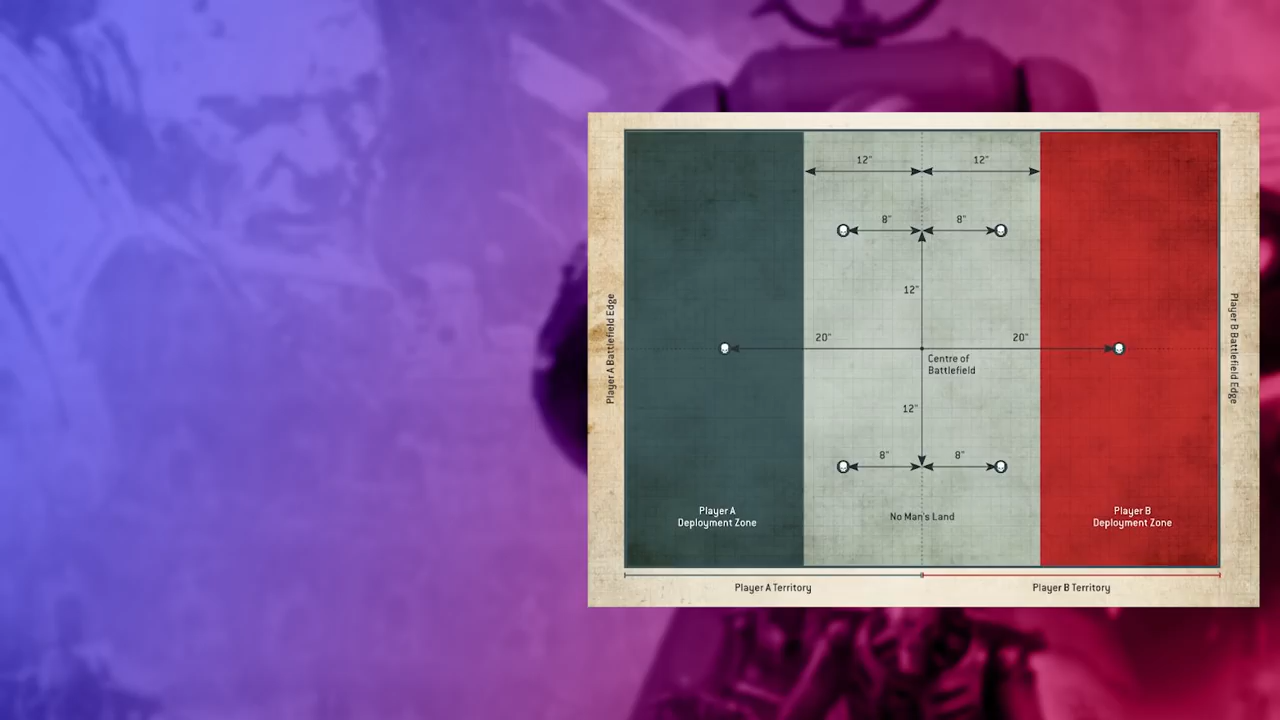 12"
12"
8"
8"
12"
20"
20"
Centre of
Battlefield
12"
8"
8"
Player A
Deployment Zone
No Man's Land
Player B
Deployment Zone
Player A Battlefield Edge
Player B Battlefield Edge
Player A Territory
Player B Territory